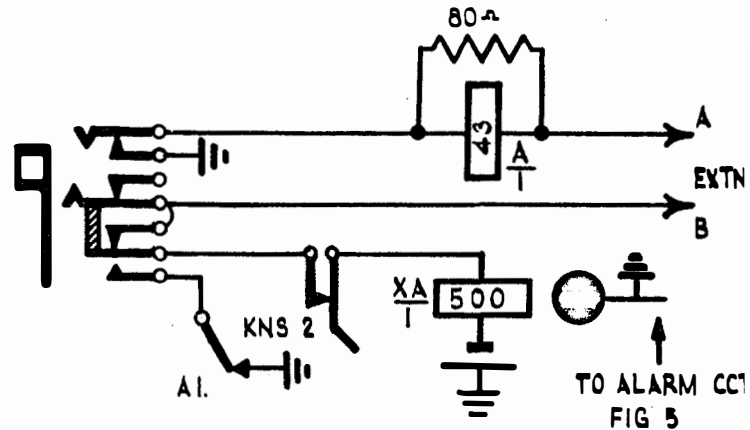 80Ω
43
A
1
A
EXTN
B
XA
1
500
KNS 2
A1.
TO ALARM CCT
FIG 5